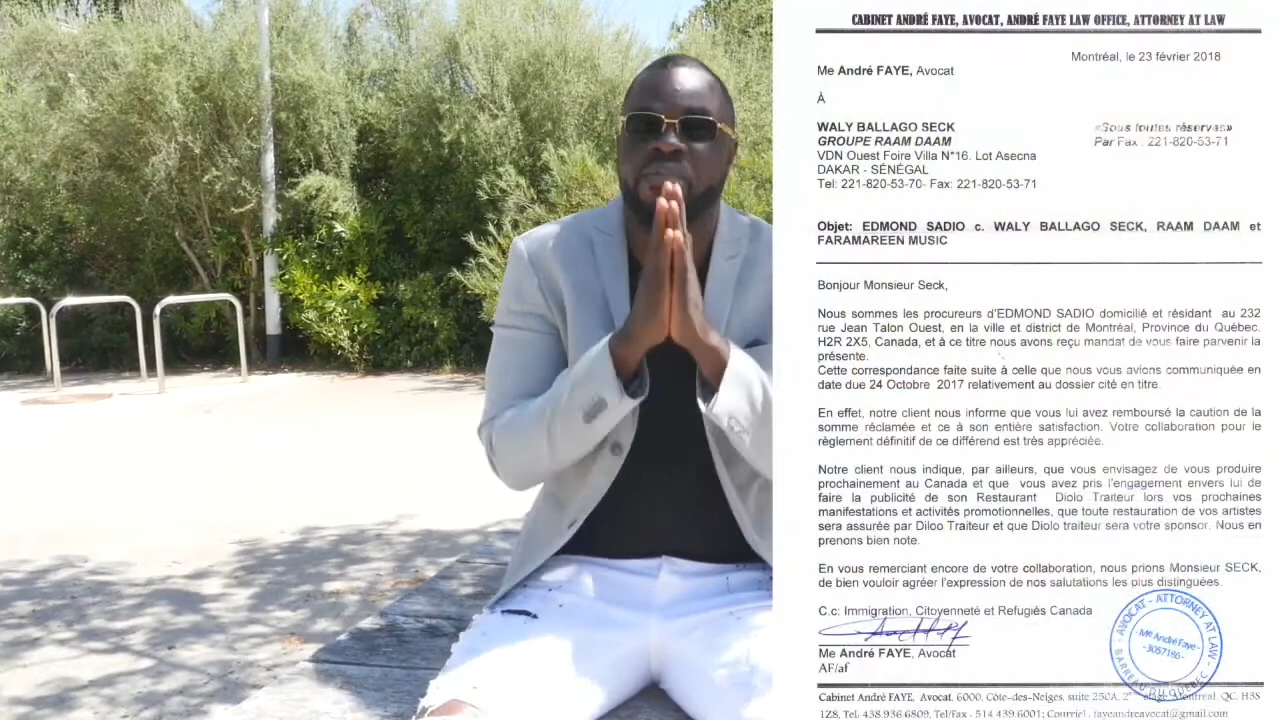 CABINET ANDRÉ FAYE, AVOCAT, ANDRÉ FAYE LAW OFFICE, ATTORNEY AT LAW
Montréal, le 23 février 2018
Me André FAYE, Avocat
À
WALY BALLAGO SECK «Sous toutes réserves»
GROUPE RAAM DAAM Par Fax : 221-820-53-71
VDN Ouest Foire Villa N°16. Lot Asecna
DAKAR - SÉNÉGAL
Tel: 221-820-53-70- Fax: 221-820-53-71
Objet: EDMOND SADIO c. WALY BALLAGO SECK, RAAM DAAM et
FARAMAREEN MUSIC
Bonjour Monsieur Seck,
Nous sommes les procureurs d'EDMOND SADIO domicilié et résidant au 232
rue Jean Talon Ouest, en la ville et district de Montréal, Province du Québec.
H2R 2X5, Canada, et à ce titre nous avons reçu mandat de vous faire parvenir la
présente.
Cette correspondance faite suite à celle que nous vous avions communiquée en
date due 24 Octobre 2017 relativement au dossier cité en titre.
En effet, notre client nous informe que vous lui avez remboursé la caution de la
somme réclamée et ce à son entière satisfaction. Votre collaboration pour le
règlement définitif de ce différend est très appréciée.
Notre client nous indique, par ailleurs, que vous envisagez de vous produire
prochainement au Canada et que vous avez pris l'engagement envers lui de
faire la publicité de son Restaurant Diolo Traiteur lors vos prochaines
manifestations et activités promotionnelles, que toute restauration de vos artistes
sera assurée par Diloo Traiteur et que Diolo traiteur sera votre sponsor. Nous en
prenons bien note.
En vous remerciant encore de votre collaboration, nous prions Monsieur SECK,
de bien vouloir agréer l'expression de nos salutations les plus distinguées.
C.c: Immigration, Citoyenneté et Refugiés Canada
AVOCAT - ATTORNEY AT LAW
Me André Faye
- 3057186 -
BARREAU DU QUÉBEC
Me André FAYE, Avocat
AF/af
Cabinet André FAYE, Avocat, 6000, Côte-des-Neiges, suite 250A, 2e étage Montreal, QC. H3S
1Z8, Tel. 438.936.6809, Tel/Fax - 514 439.6001; Courriel : fayeandreavocat@gmail.com